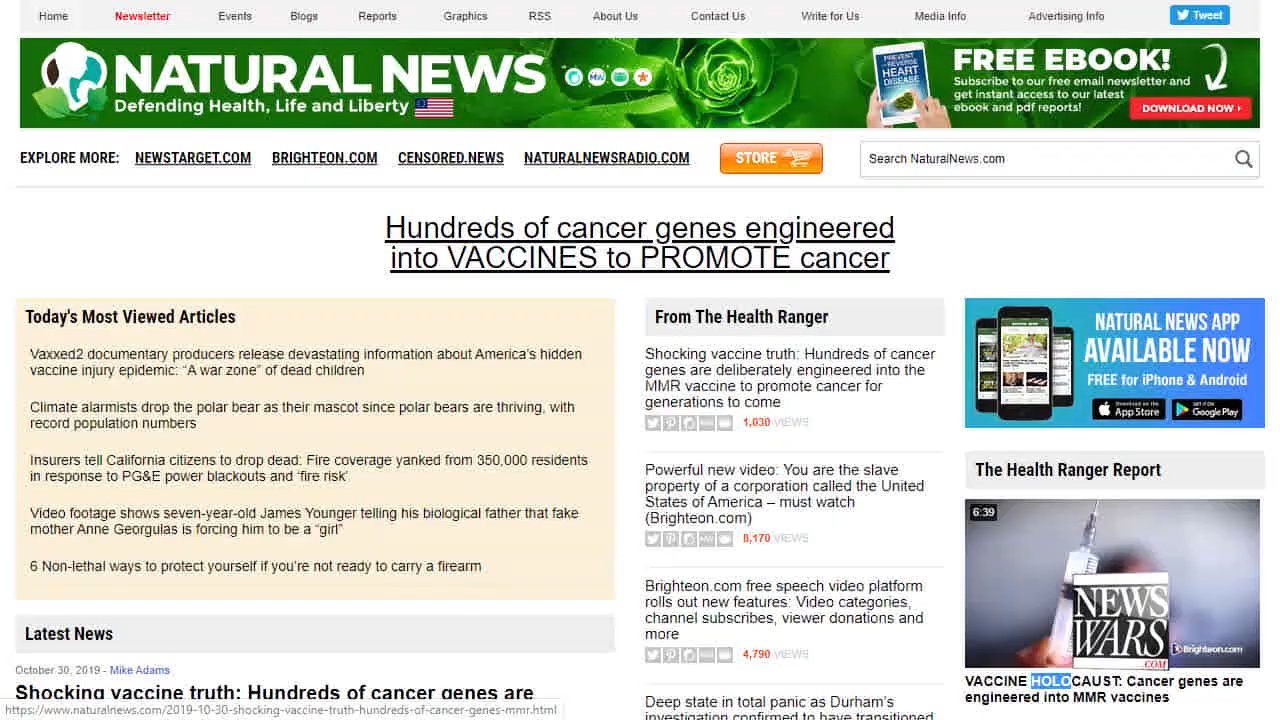 Home Newsletter Events Blogs Reports Graphics RSS About Us Contact Us Write for Us Media Info Advertising Info Tweet
NATURAL NEWS
Defending Health, Life and Liberty
PREVENT
AND REVERSE
HEART
DISEASE
FREE EBOOK!
Subscribe to our free email newsletter and
get instant access to our latest
ebook and pdf reports!
DOWNLOAD NOW
EXPLORE MORE: NEWSTARGET.COM BRIGHTEON.COM CENSORED.NEWS NATURALNEWSRADIO.COM STORE Search NaturalNews.com
Hundreds of cancer genes engineered
into VACCINES to PROMOTE cancer
Today's Most Viewed Articles
Vaxxed2 documentary producers release devastating information about America's hidden
vaccine injury epidemic: “A war zone” of dead children
Climate alarmists drop the polar bear as their mascot since polar bears are thriving, with
record population numbers
Insurers tell California citizens to drop dead: Fire coverage yanked from 350,000 residents
in response to PG&E power blackouts and ‘fire risk’
Video footage shows seven-year-old James Younger telling his biological father that fake
mother Anne Georgulas is forcing him to be a “girl”
6 Non-lethal ways to protect yourself if you’re not ready to carry a firearm
Latest News
October 30, 2019 - Mike Adams
Shocking vaccine truth: Hundreds of cancer genes are
https://www.naturalnews.com/2019-10-30-shocking-vaccine-truth-hundreds-of-cancer-genes-mmr.html
From The Health Ranger
Shocking vaccine truth: Hundreds of cancer
genes are deliberately engineered into the
MMR vaccine to promote cancer for
generations to come
1,030 VIEWS
Powerful new video: You are the slave
property of a corporation called the United
States of America – must watch
(Brighteon.com)
8,170 VIEWS
Brighteon.com free speech video platform
rolls out new features: Video categories,
channel subscribes, viewer donations and
more
4,790 VIEWS
Deep state in total panic as Durham’s
investigation confirmed to have transitioned
NATURAL NEWS APP
AVAILABLE NOW
FREE for iPhone & Android
Download on the
App Store
GET IT ON
Google Play
The Health Ranger Report
6:39
NEWS
WARS
.COM
Brighteon.com
VACCINE HOLOCAUST: Cancer genes are
engineered into MMR vaccines